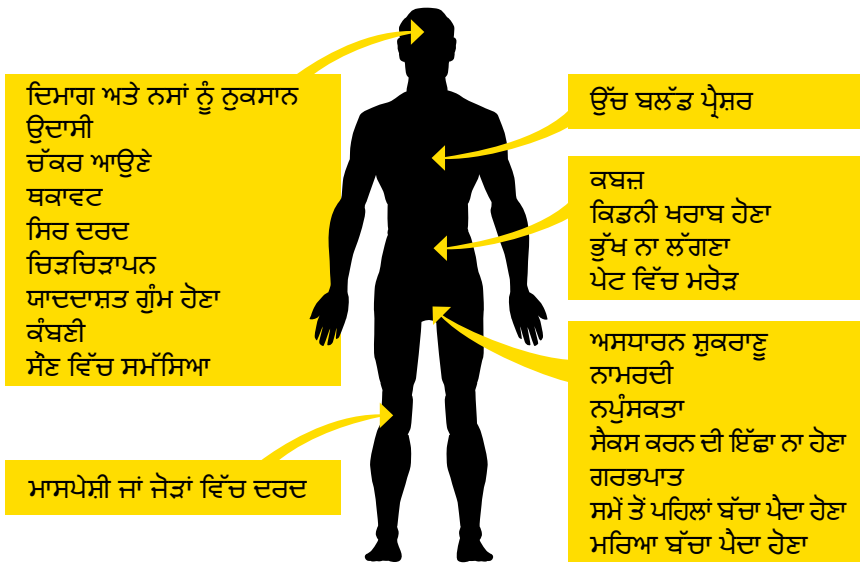 ਦਿਮਾਗ ਅਤੇ ਨਸਾਂ ਨੂੰ ਨੁਕਸਾਨ
ਉਦਾਸੀ
ਚੱਕਰ ਆਉਣੇ
ਥਕਾਵਟ
ਸਿਰ ਦਰਦ
ਚਿੜਚਿੜਾਪਨ
ਯਾਦਦਾਸ਼ਤ ਗੁੰਮ ਹੋਣਾ
ਕੰਬਣੀ
ਸੌਣ ਵਿੱਚ ਸਮੱਸਿਆ
ਮਾਸਪੇਸ਼ੀ ਜਾਂ ਜੋੜਾਂ ਵਿੱਚ ਦਰਦ
ਉੱਚ ਬਲੱਡ ਪ੍ਰੈਸ਼ਰ
ਕਬਜ਼
ਕਿਡਨੀ ਖਰਾਬ ਹੋਣਾ
ਭੁੱਖ ਨਾ ਲੱਗਣਾ
ਪੇਟ ਵਿੱਚ ਮਰੋੜ
ਅਸਧਾਰਨ ਸ਼ੁਕਰਾਣੂ
ਨਾਮਰਦੀ
ਨਪੁੰਸਕਤਾ
ਸੈਕਸ ਕਰਨ ਦੀ ਇੱਛਾ ਨਾ ਹੋਣਾ
ਗਰਭਪਾਤ
ਸਮੇਂ ਤੋਂ ਪਹਿਲਾਂ ਬੱਚਾ ਪੈਦਾ ਹੋਣਾ
ਮਰਿਆ ਬੱਚਾ ਪੈਦਾ ਹੋਣਾ